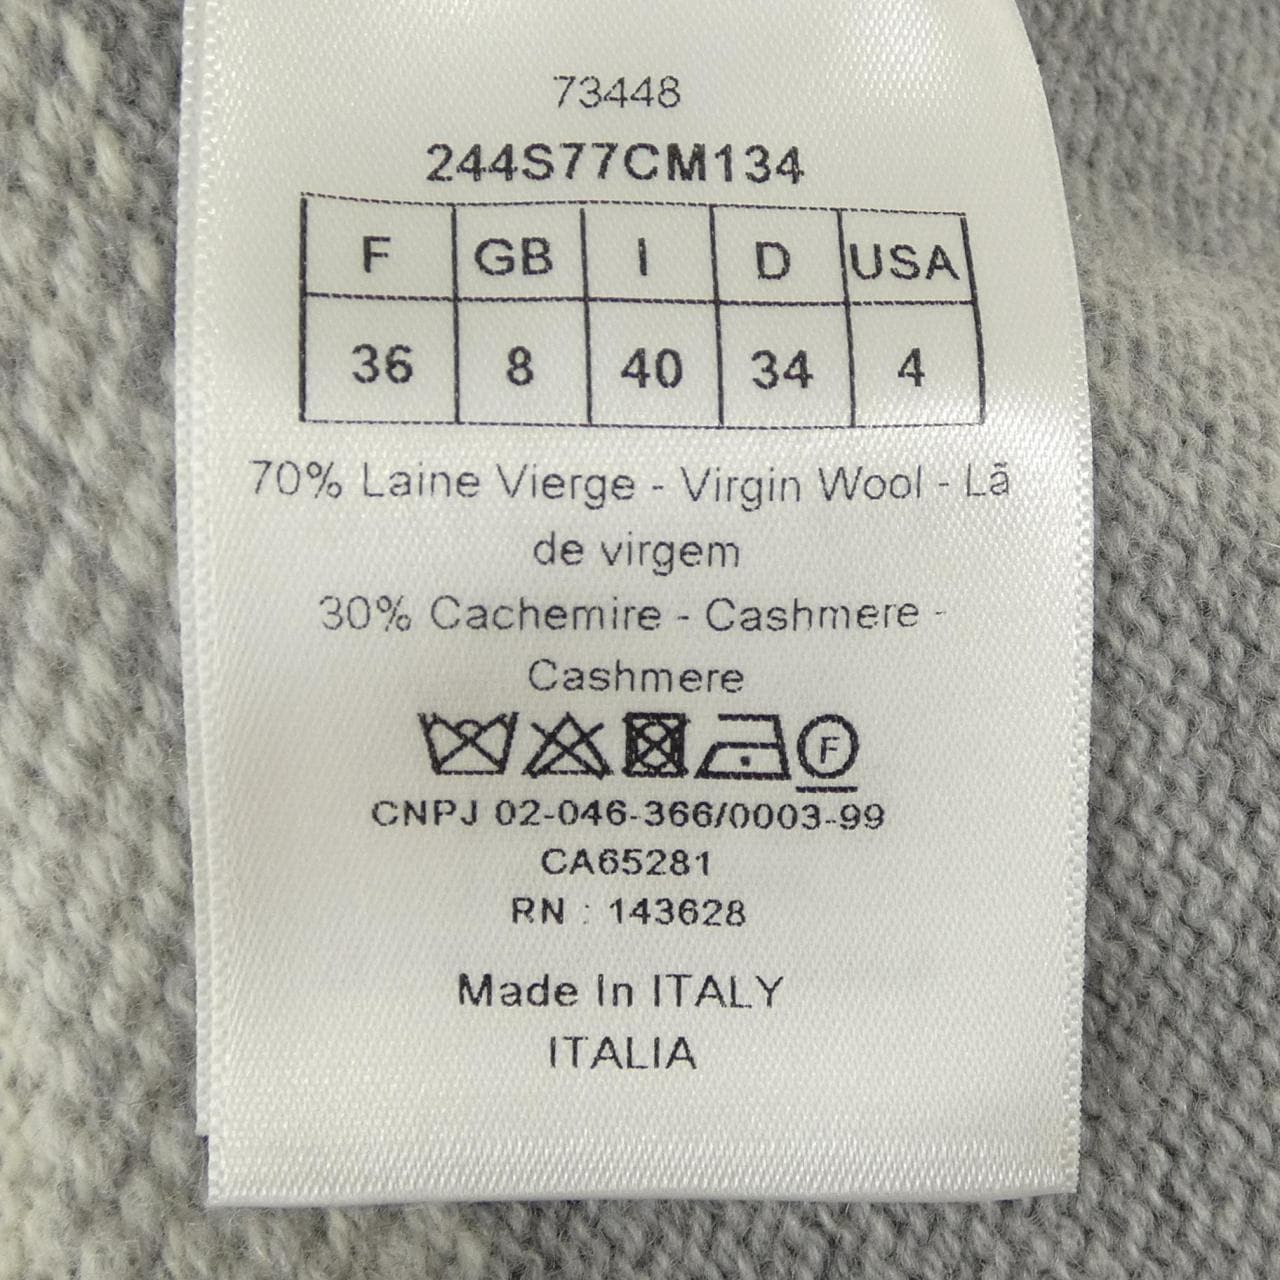 73448
244S77CM134
F GB I D USA
36 8 40 34 4
70% Laine Vierge - Virgin Wool - Lã
de virgem
30% Cachemire - Cashmere -
Cashmere
F
CNPJ 02-046-366/0003-99
CA65281
RN : 143628
Made In ITALY
ITALIA